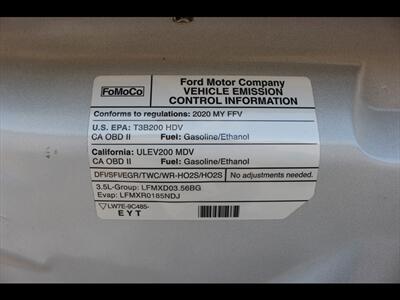 FoMoCo
Ford Motor Company
VEHICLE EMISSION
CONTROL INFORMATION
Conforms to regulations: 2020 MY FFV
U.S. EPA: T3B200 HDV
CA OBD II Fuel: Gasoline/Ethanol
California: ULEV200 MDV
CA OBD II Fuel: Gasoline/Ethanol
DFI/SFI/EGR/TWC/WR-HO2S/HO2S No adjustments needed.
3.5L-Group: LFMXD03.56BG
Evap: LFMXR0185NDJ
LW7E-9C485-
EYT